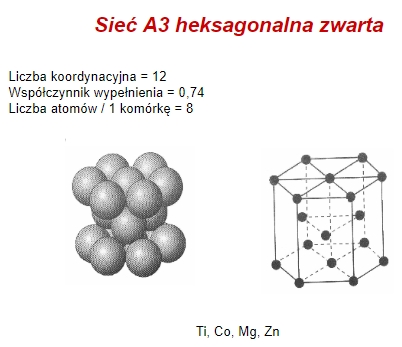 Sieć A3 heksagonalna zwarta
Liczba koordynacyjna = 12
Współczynnik wypełnienia = 0,74
Liczba atomów / 1 komórkę = 8
Ti, Co, Mg, Zn